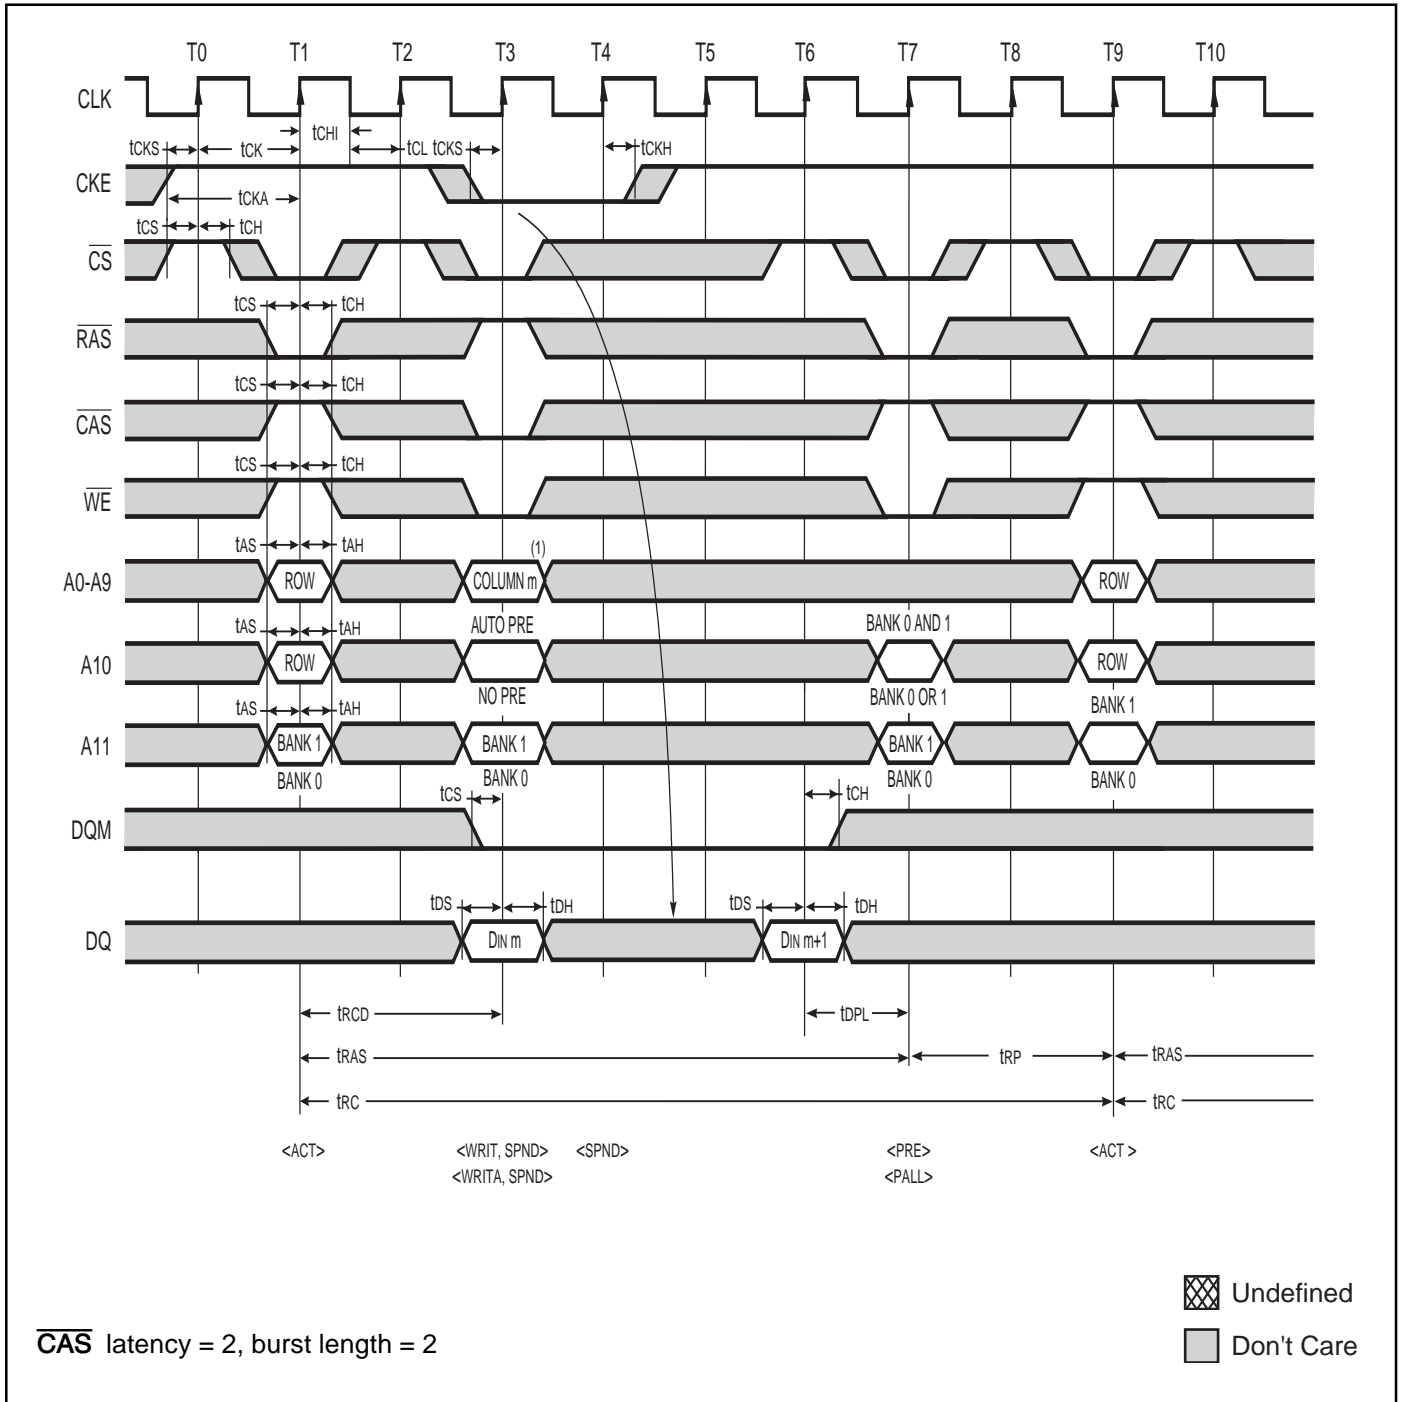 T0 T1 T2 T3 T4 T5 T6 T7 T8 T9 T10
CLK
tCHI
tCKS tCK tCL tCKS tCKH
CKE
tCKA
tCS tCH
CS
tCS tCH
RAS
tCS tCH
CAS
tCS tCH
WE
tAS tAH (1)
A0-A9 ROW COLUMN m ROW
tAS tAH AUTO PRE BANK 0 AND 1
A10 ROW ROW
NO PRE BANK 0 OR 1 BANK 1
tAS tAH
A11 BANK 1 BANK 1 BANK 1
BANK 0 BANK 0 BANK 0 BANK 0
tCS tCH
DQM
tDS tDH tDS tDH
DQ DIN m DIN m+1
tRCD tDPL
tRAS tRP tRAS
tRC tRC
<ACT> <WRIT, SPND> <SPND> <PRE> <ACT >
<WRITA, SPND> <PALL>
Undefined
CAS latency = 2, burst length = 2 Don't Care